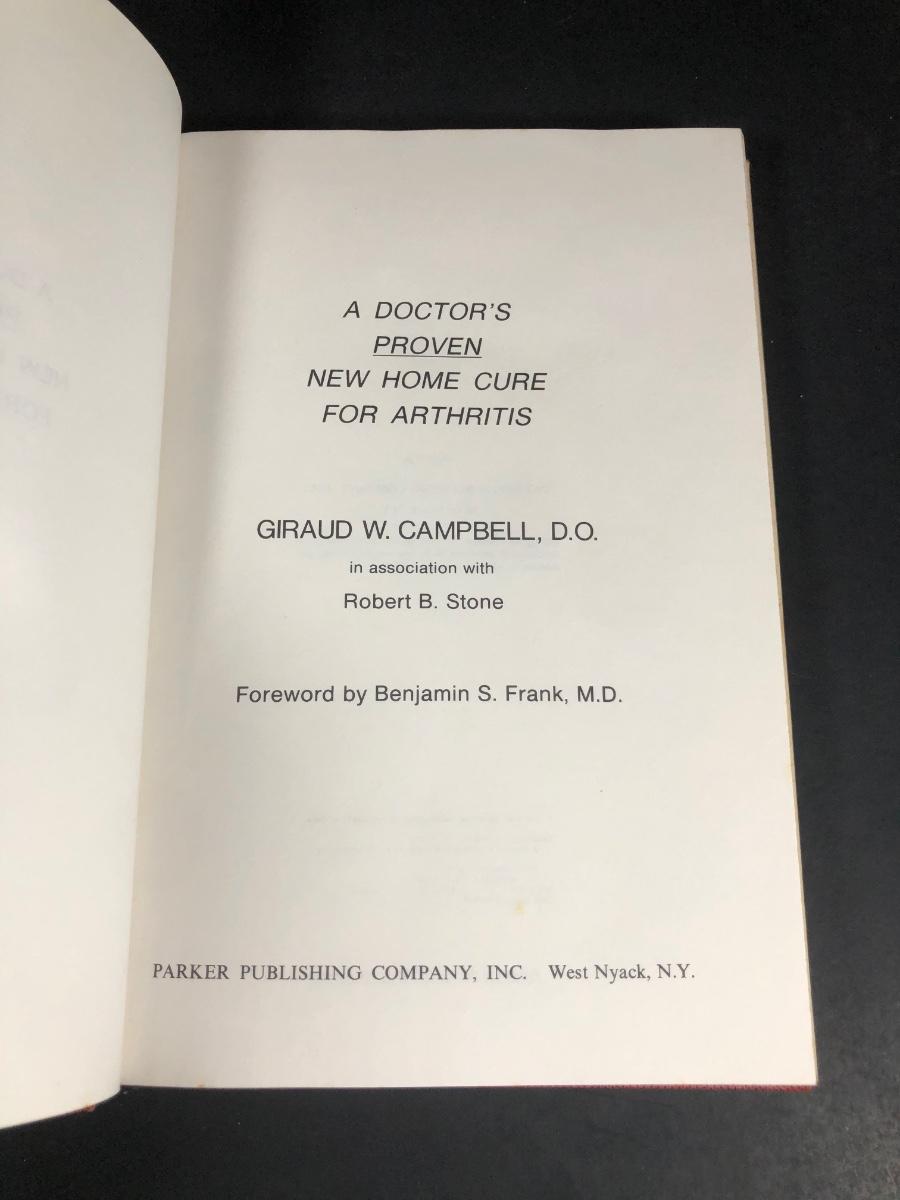 A DOCTOR'S
PROVEN
NEW HOME CURE
FOR ARTHRITIS
GIRAUD W. CAMPBELL, D.O.
in association with
Robert B. Stone
Foreword by Benjamin S. Frank, M.D.
PARKER PUBLISHING COMPANY, INC. West Nyack, N.Y.